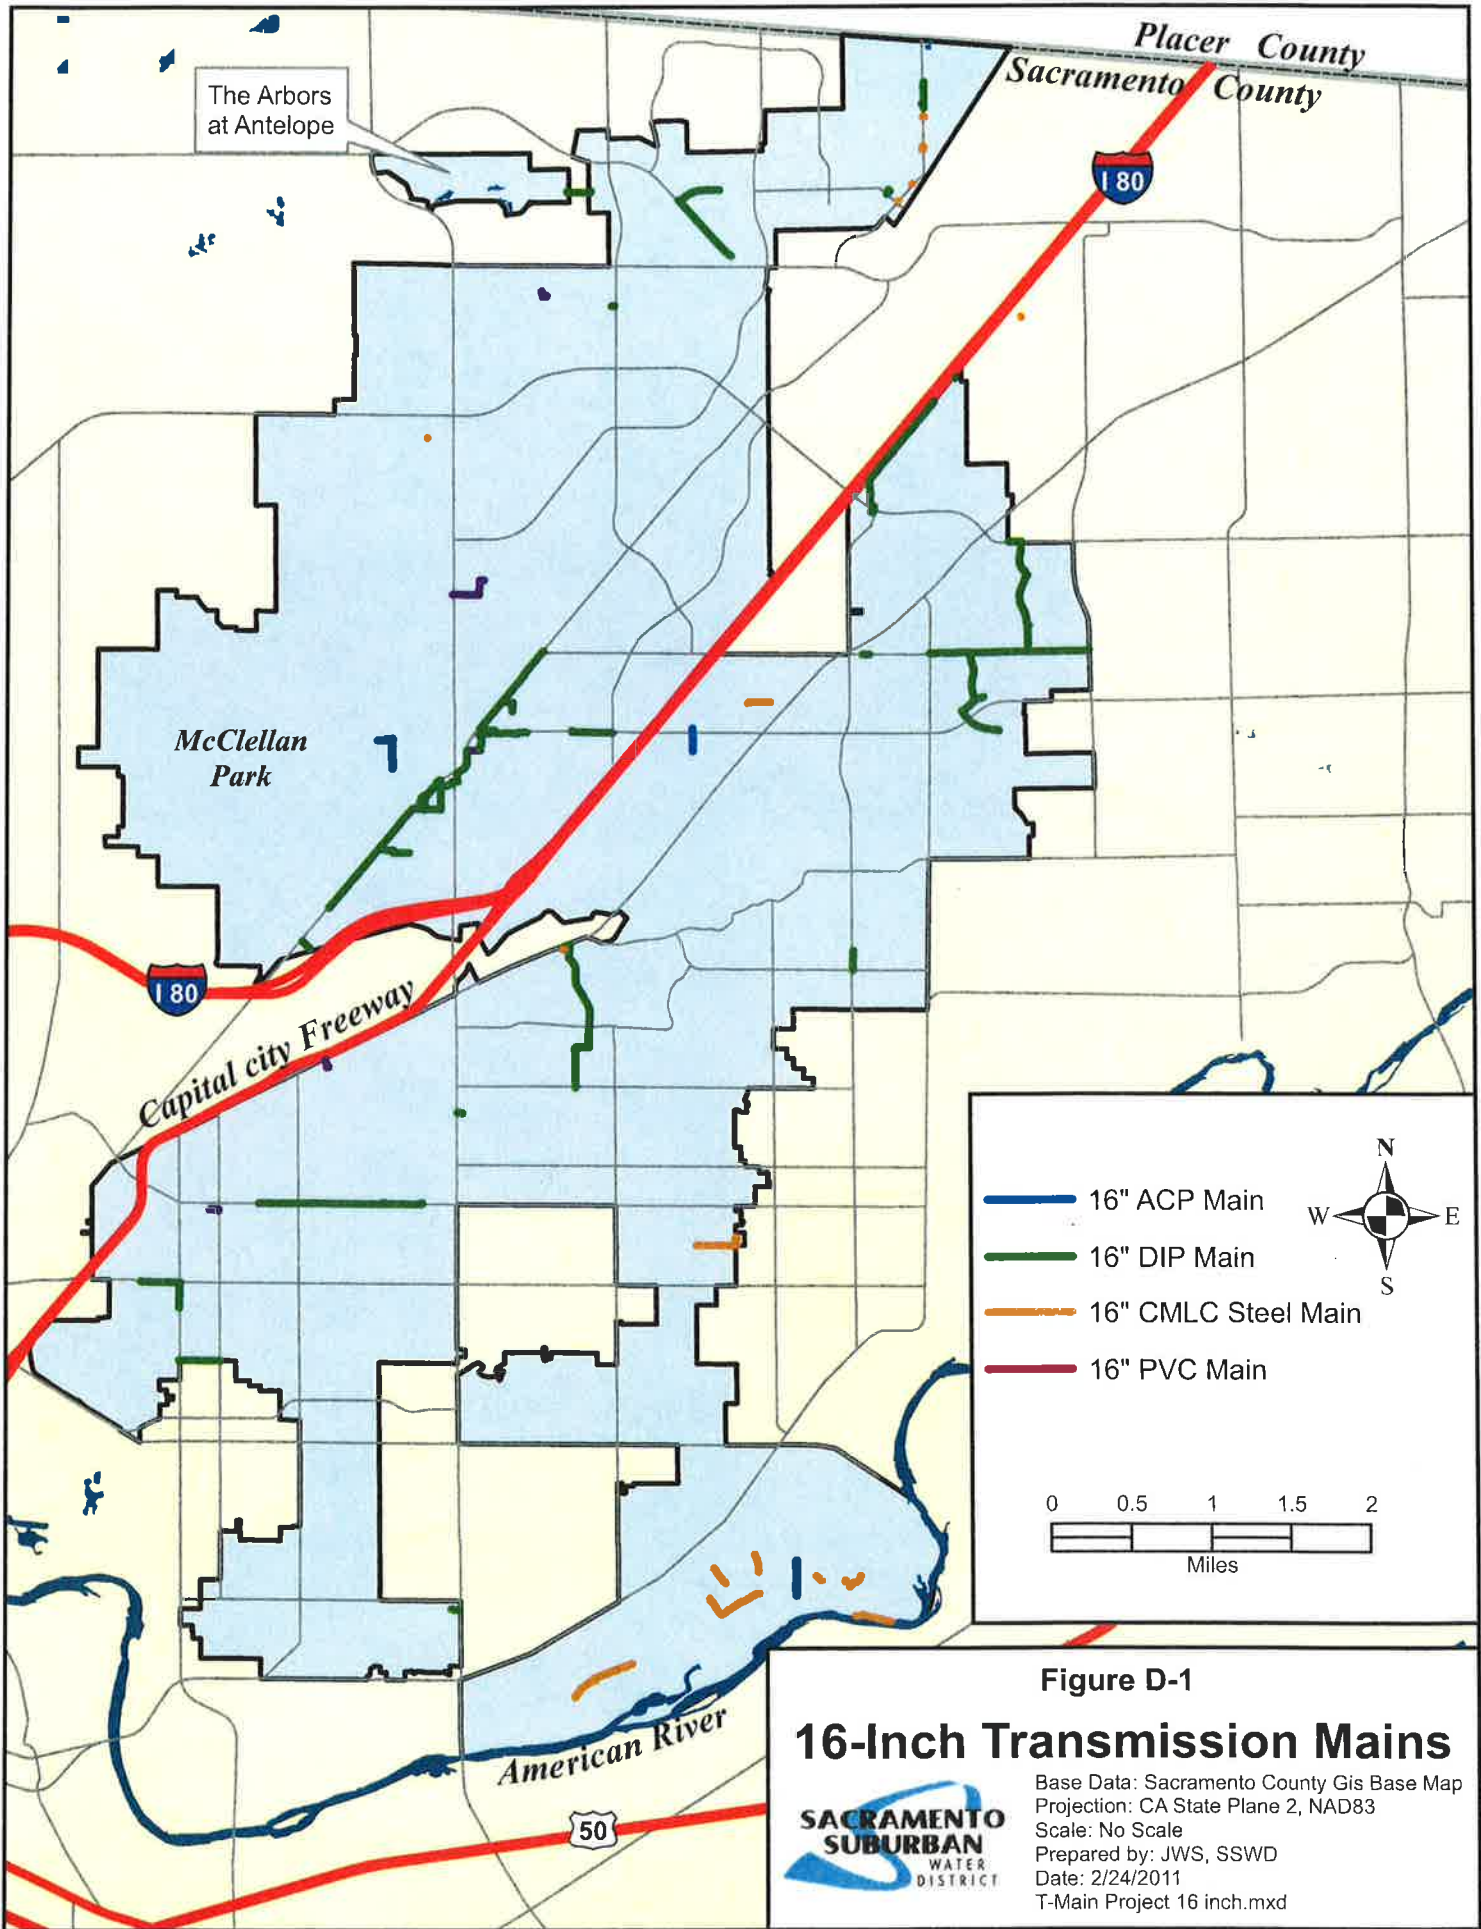 Placer County
Sacramento County
The Arbors
at Antelope
I 80
McClellan
Park
I 80
Capital city Freeway
N
W E
S
16" ACP Main
16" DIP Main
16" CMLC Steel Main
16" PVC Main
0 0.5 1 1.5 2
Miles
American River
50
Figure D-1
16-Inch Transmission Mains
SACRAMENTO
SUBURBAN
WATER
DISTRICT
Base Data: Sacramento County Gis Base Map
Projection: CA State Plane 2, NAD83
Scale: No Scale
Prepared by: JWS, SSWD
Date: 2/24/2011
T-Main Project 16 inch.mxd